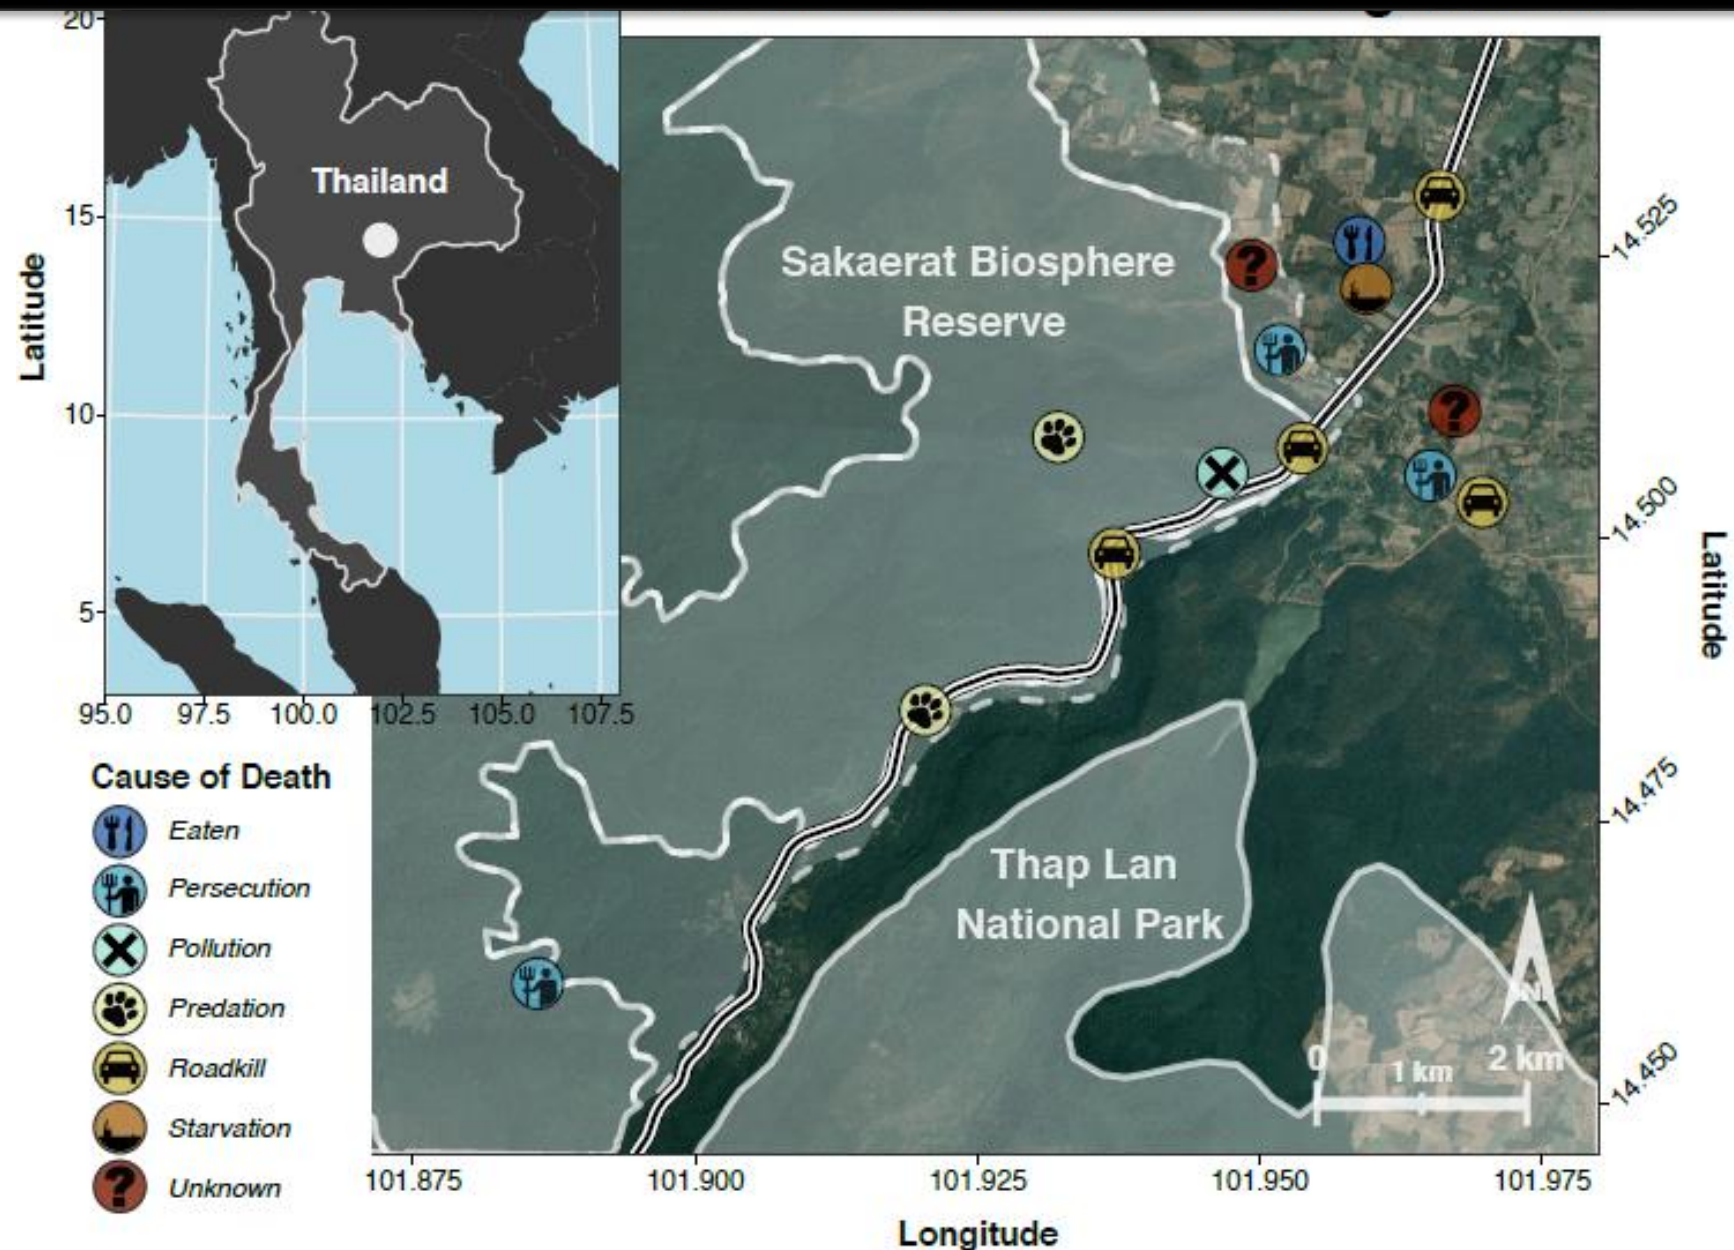 20
15
10
5
Latitude
Thailand
95.0 97.5 100.0 102.5 105.0 107.5
Sakaerat Biosphere
Reserve
Thap Lan
National Park
N
0 1 km 2 km
14.525
14.500
14.475
14.450
Latitude
101.875 101.900 101.925 101.950 101.975
Longitude
Cause of Death
Eaten
Persecution
Pollution
Predation
Roadkill
Starvation
Unknown